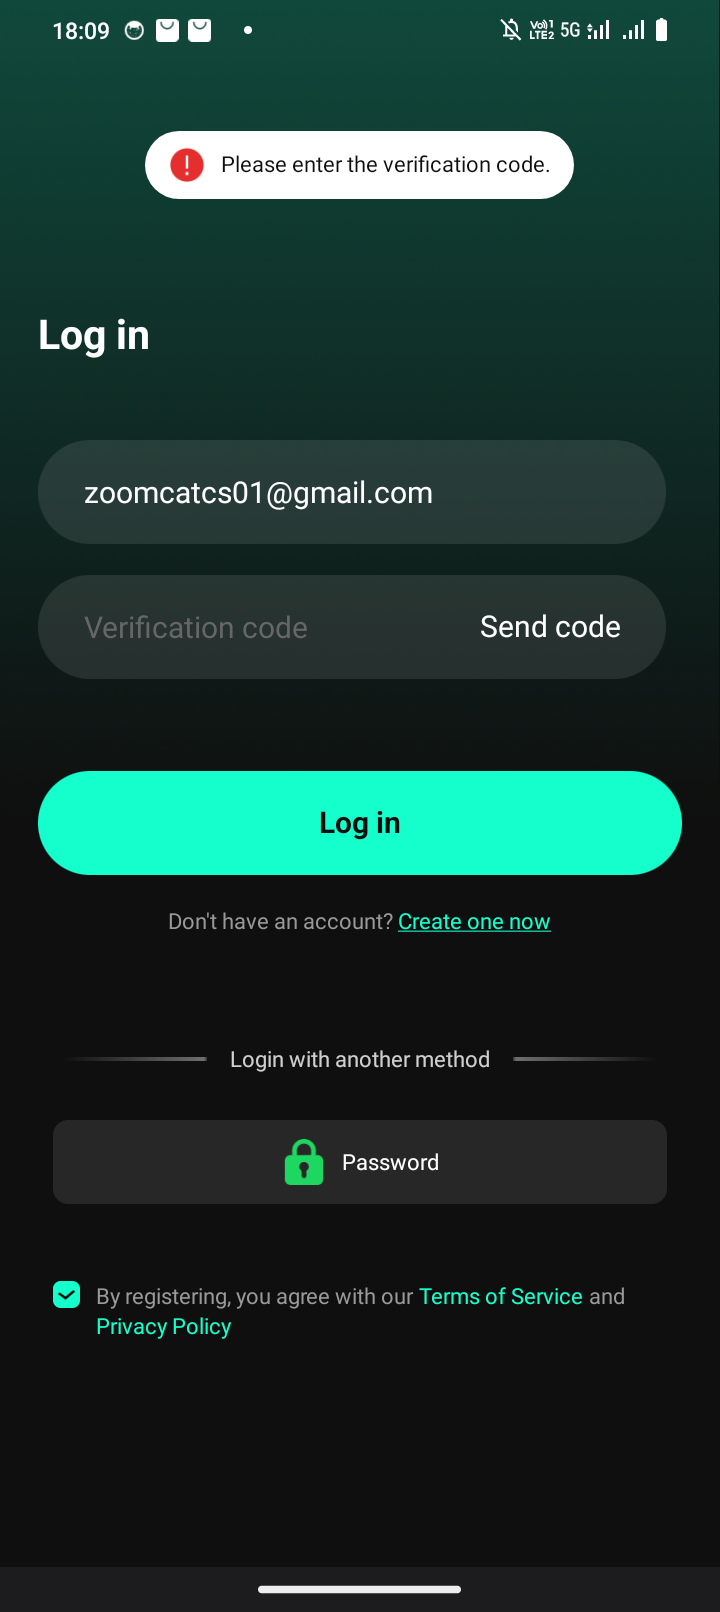 18:09
Vo))1 LTE2 5G
Please enter the verification code.
Log in
zoomcatcs01@gmail.com
Verification code Send code
Log in
Don't have an account? Create one now
Login with another method
Password
By registering, you agree with our Terms of Service and
Privacy Policy